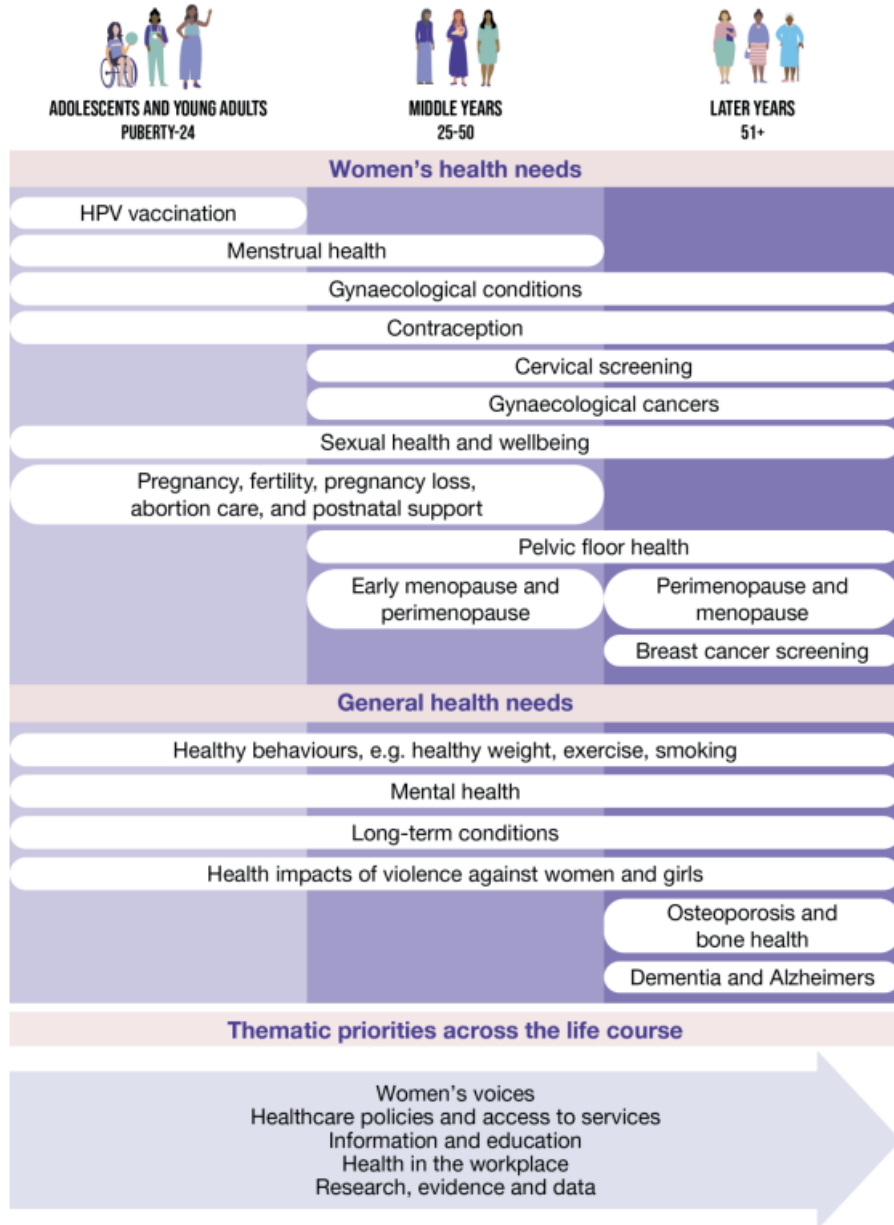 ADOLESCENTS AND YOUNG ADULTS
PUBERTY-24
MIDDLE YEARS
25-50
LATER YEARS
51+
Women's health needs
HPV vaccination
Menstrual health
Gynaecological conditions
Contraception
Cervical screening
Gynaecological cancers
Sexual health and wellbeing
Pregnancy, fertility, pregnancy loss,
abortion care, and postnatal support
Pelvic floor health
Early menopause and
perimenopause
Perimenopause and
menopause
Breast cancer screening
General health needs
Healthy behaviours, e.g. healthy weight, exercise, smoking
Mental health
Long-term conditions
Health impacts of violence against women and girls
Osteoporosis and
bone health
Dementia and Alzheimers
Thematic priorities across the life course
Women's voices
Healthcare policies and access to services
Information and education
Health in the workplace
Research, evidence and data